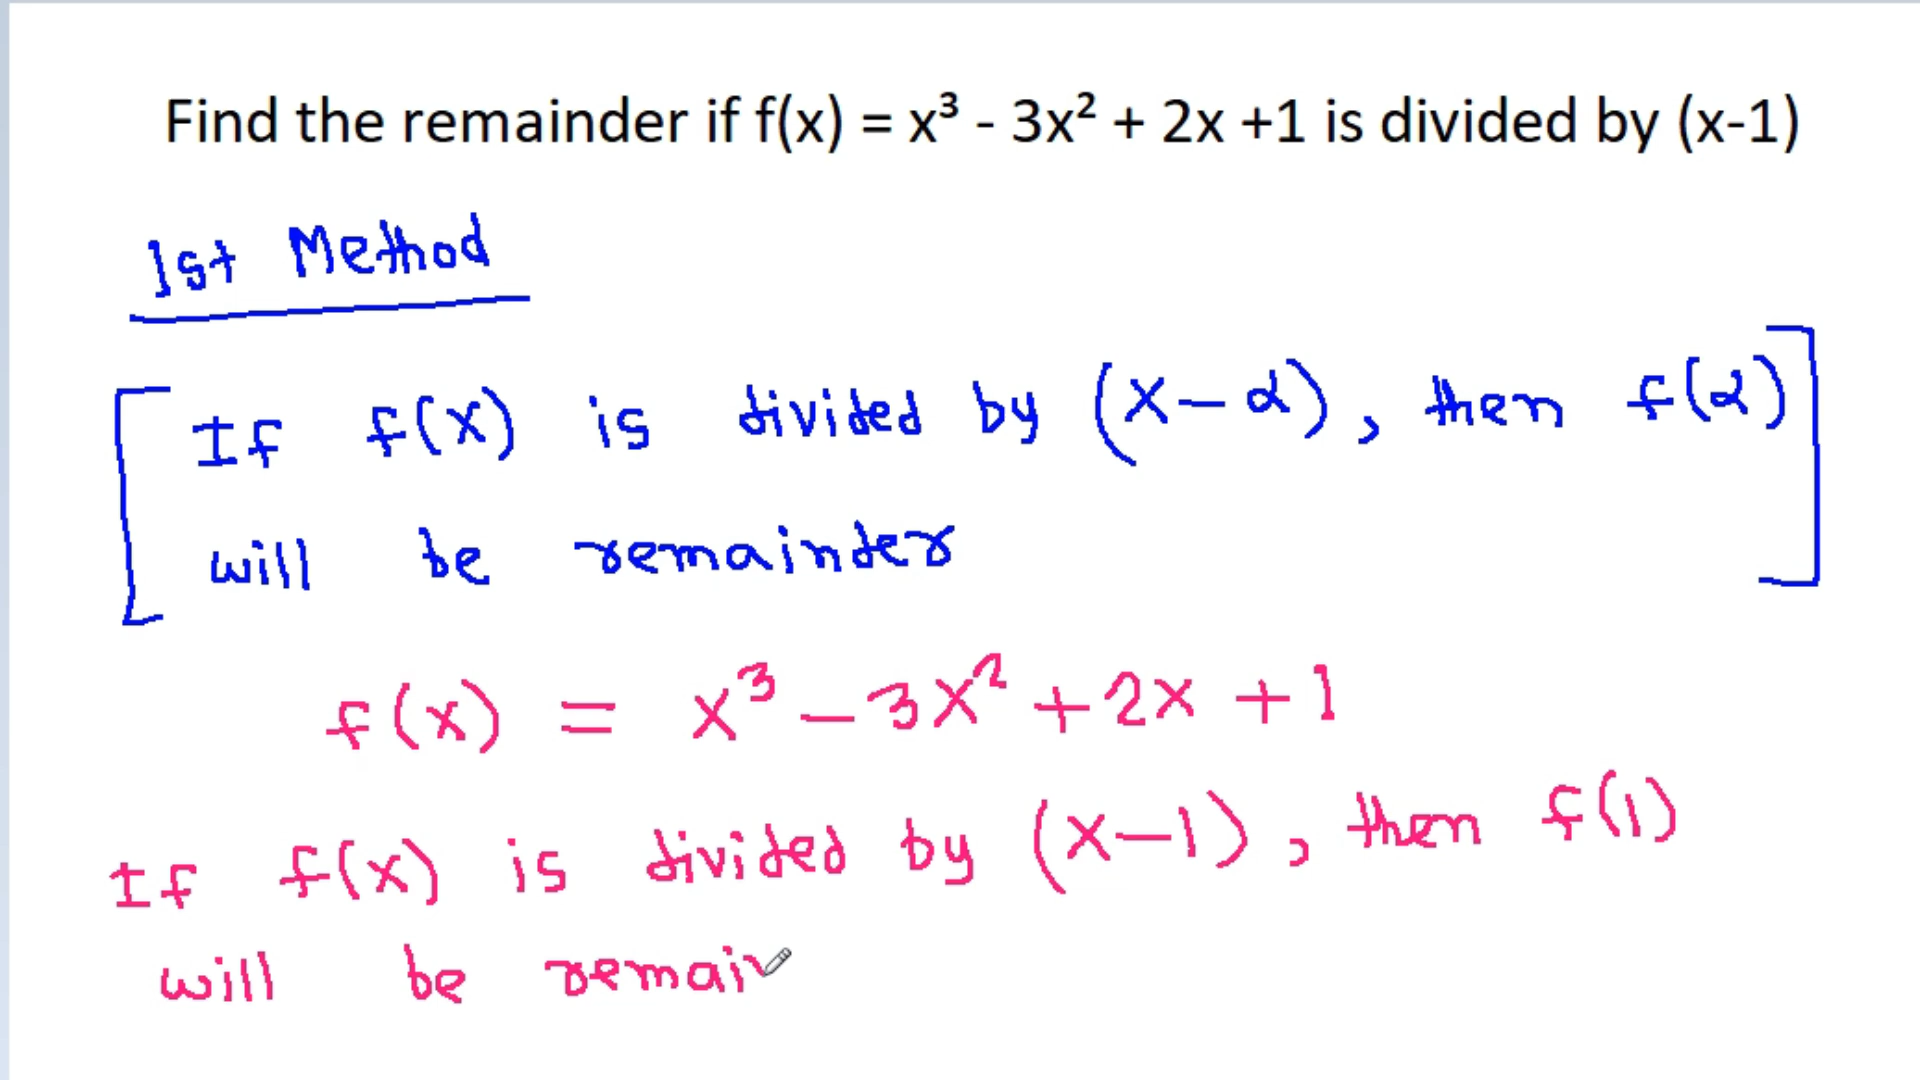 Find the remainder if f(x) = x³ - 3x² + 2x +1 is divided by (x-1)
1st Method
[If f(x) is divided by (x-α), then f(α)
will be remainder]
f(x) = x³ - 3x² + 2x + 1
If f(x) is divided by (x-1), then f(1)
will be remai